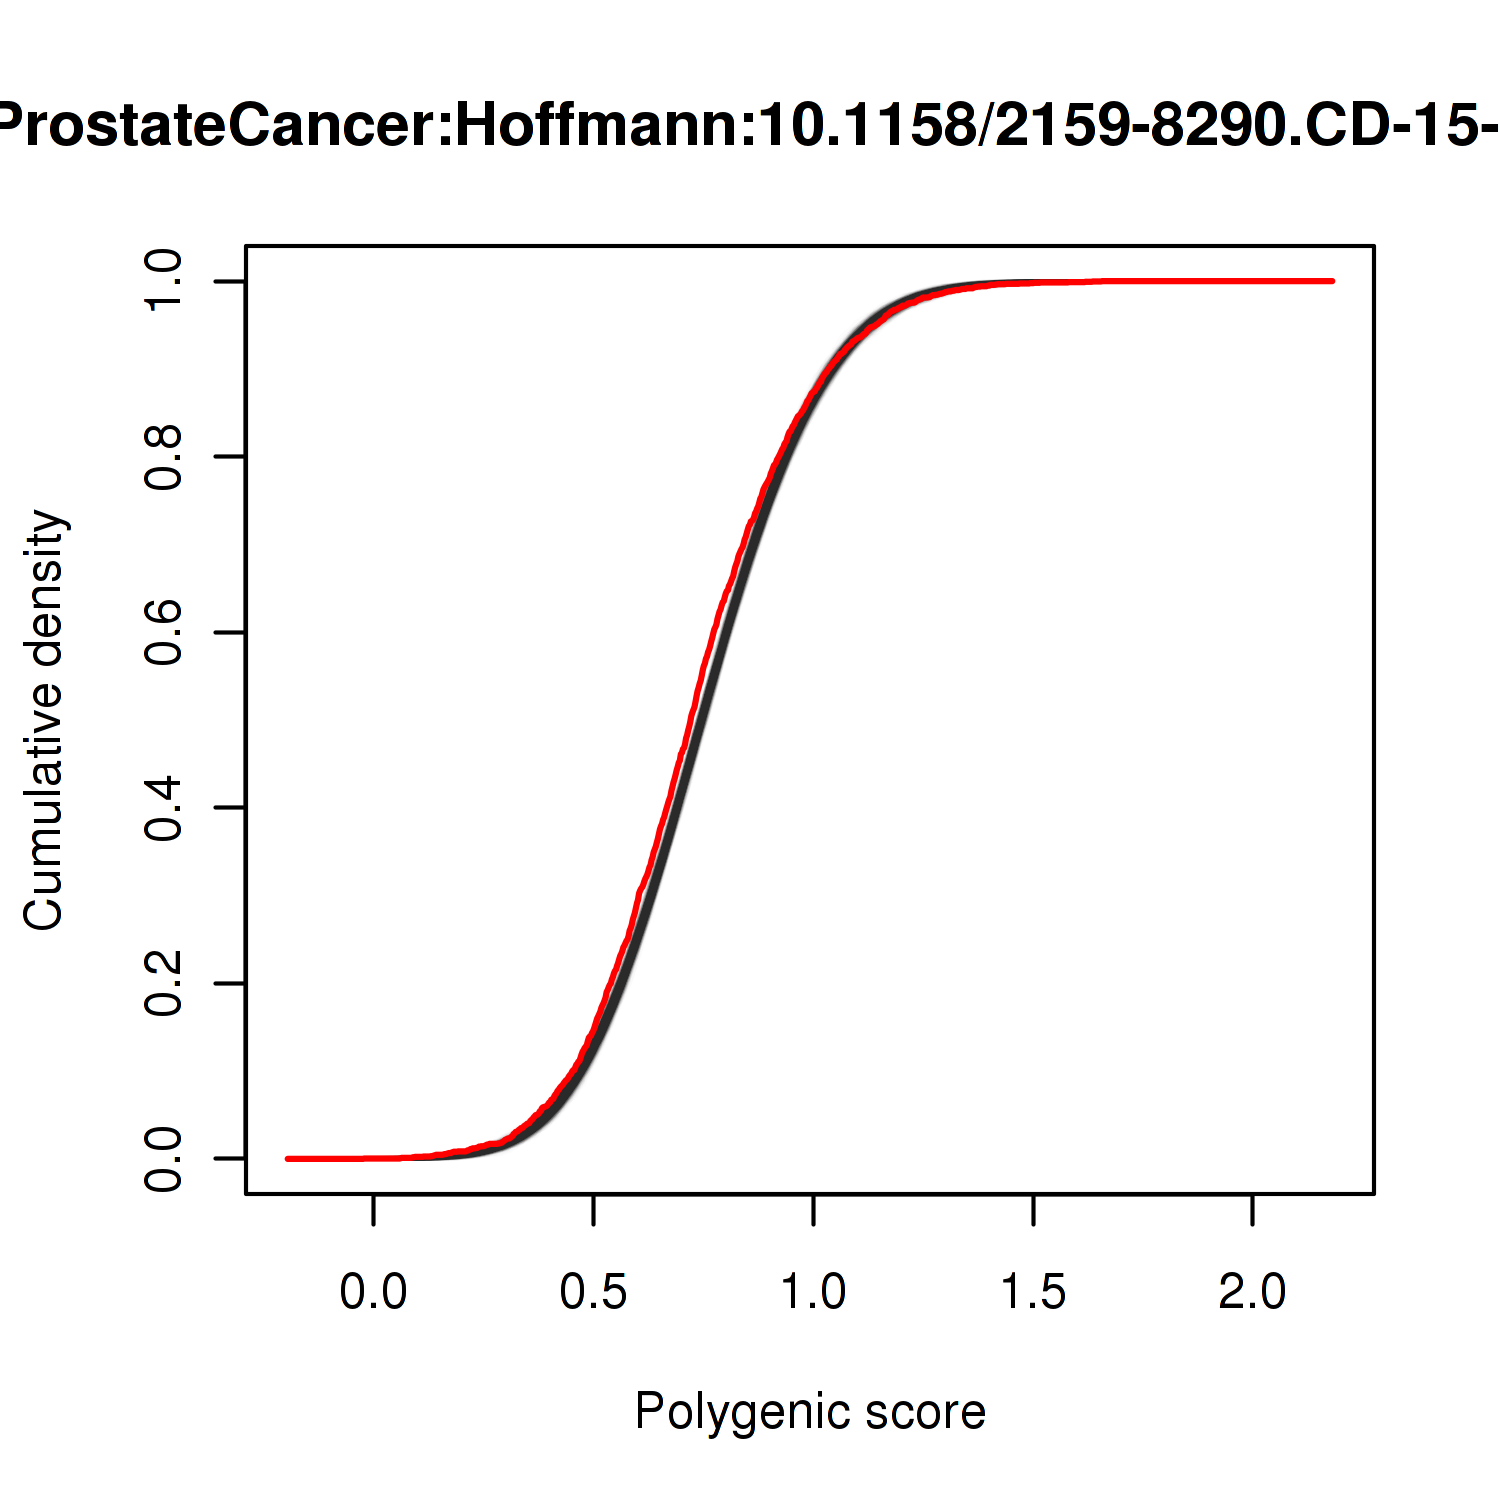 ProstateCancer:Hoffmann:10.1158/2159-8290.CD-15-
Cumulative density
1.0
0.8
0.6
0.4
0.2
0.0
0.0 0.5 1.0 1.5 2.0
Polygenic score